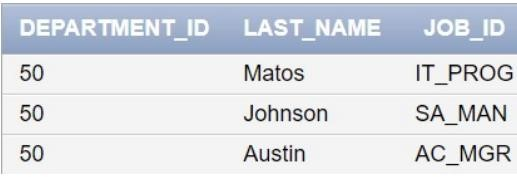 DEPARTMENT_ID LAST_NAME JOB_ID
50 Matos IT_PROG
50 Johnson SA_MAN
50 Austin AC_MGR